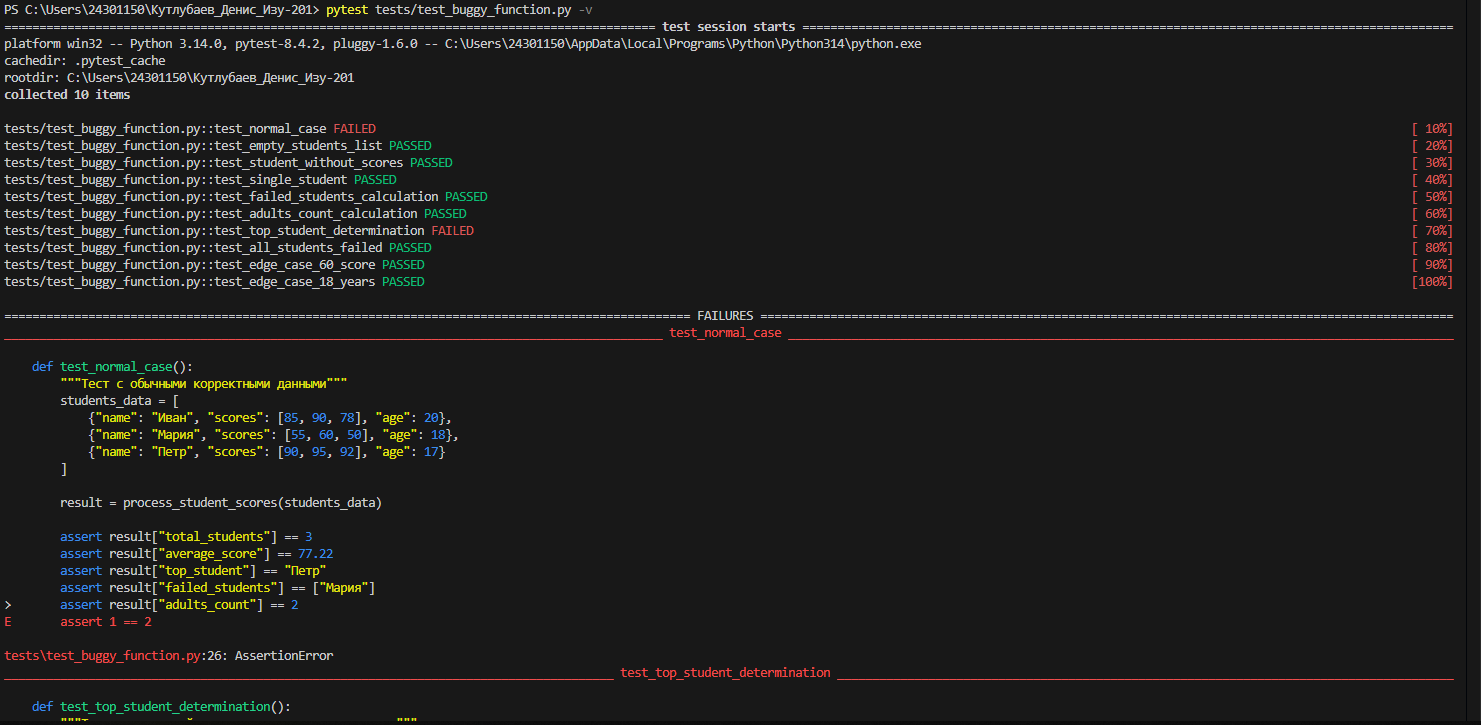 PS C:\Users\24301150\Кутлубаев_Денис_Изу-201> pytest tests/test_buggy_function.py -v
============================================================================================= test session starts =============================================================================================
platform win32 -- Python 3.14.0, pytest-8.4.2, pluggy-1.6.0 -- C:\Users\24301150\AppData\Local\Programs\Python\Python314\python.exe
cachedir: .pytest_cache
rootdir: C:\Users\24301150\Кутлубаев_Денис_Изу-201
collected 10 items
tests/test_buggy_function.py::test_normal_case FAILED [ 10%]
tests/test_buggy_function.py::test_empty_students_list PASSED [ 20%]
tests/test_buggy_function.py::test_student_without_scores PASSED [ 30%]
tests/test_buggy_function.py::test_single_student PASSED [ 40%]
tests/test_buggy_function.py::test_failed_students_calculation PASSED [ 50%]
tests/test_buggy_function.py::test_adults_count_calculation PASSED [ 60%]
tests/test_buggy_function.py::test_top_student_determination FAILED [ 70%]
tests/test_buggy_function.py::test_all_students_failed PASSED [ 80%]
tests/test_buggy_function.py::test_edge_case_60_score PASSED [ 90%]
tests/test_buggy_function.py::test_edge_case_18_years PASSED [100%]
================================================================================================== FAILURES ===================================================================================================
______________________________________________________________________________________________ test_normal_case _______________________________________________________________________________________________
    def test_normal_case():
        """Тест с обычными корректными данными"""
        students_data = [
            {"name": "Иван", "scores": [85, 90, 78], "age": 20},
            {"name": "Мария", "scores": [55, 60, 50], "age": 18},
            {"name": "Петр", "scores": [90, 95, 92], "age": 17}
        ]
        result = process_student_scores(students_data)
        assert result["total_students"] == 3
        assert result["average_score"] == 77.22
        assert result["top_student"] == "Петр"
        assert result["failed_students"] == ["Мария"]
>       assert result["adults_count"] == 2
E       assert 1 == 2
tests\test_buggy_function.py:26: AssertionError
_______________________________________________________________________________________ test_top_student_determination ________________________________________________________________________________________
    def test_top_student_determination():